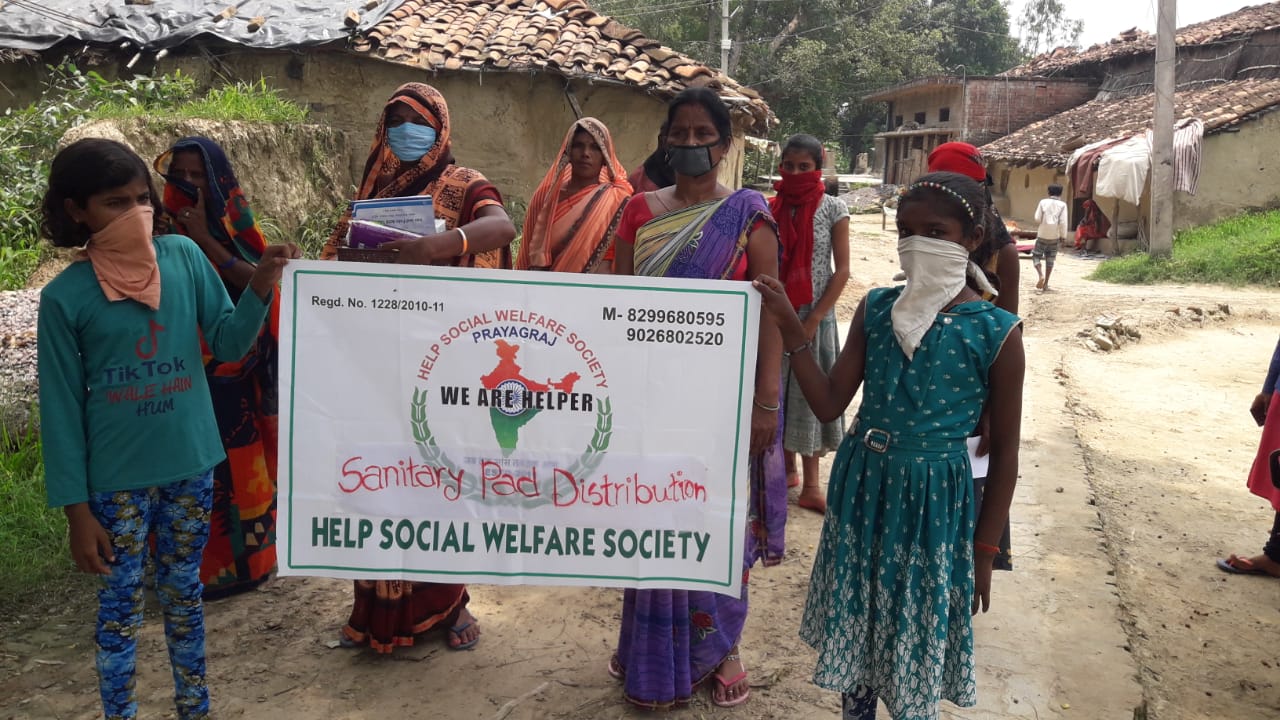 Regd. No. 1228/2010-11
M- 8299680595
9026802520
HELP SOCIAL WELFARE SOCIETY
PRAYAGRAJ
WE ARE HELPER
Sanitary Pad Distribution
HELP SOCIAL WELFARE SOCIETY
TikTok
WALE HAIN
HUM